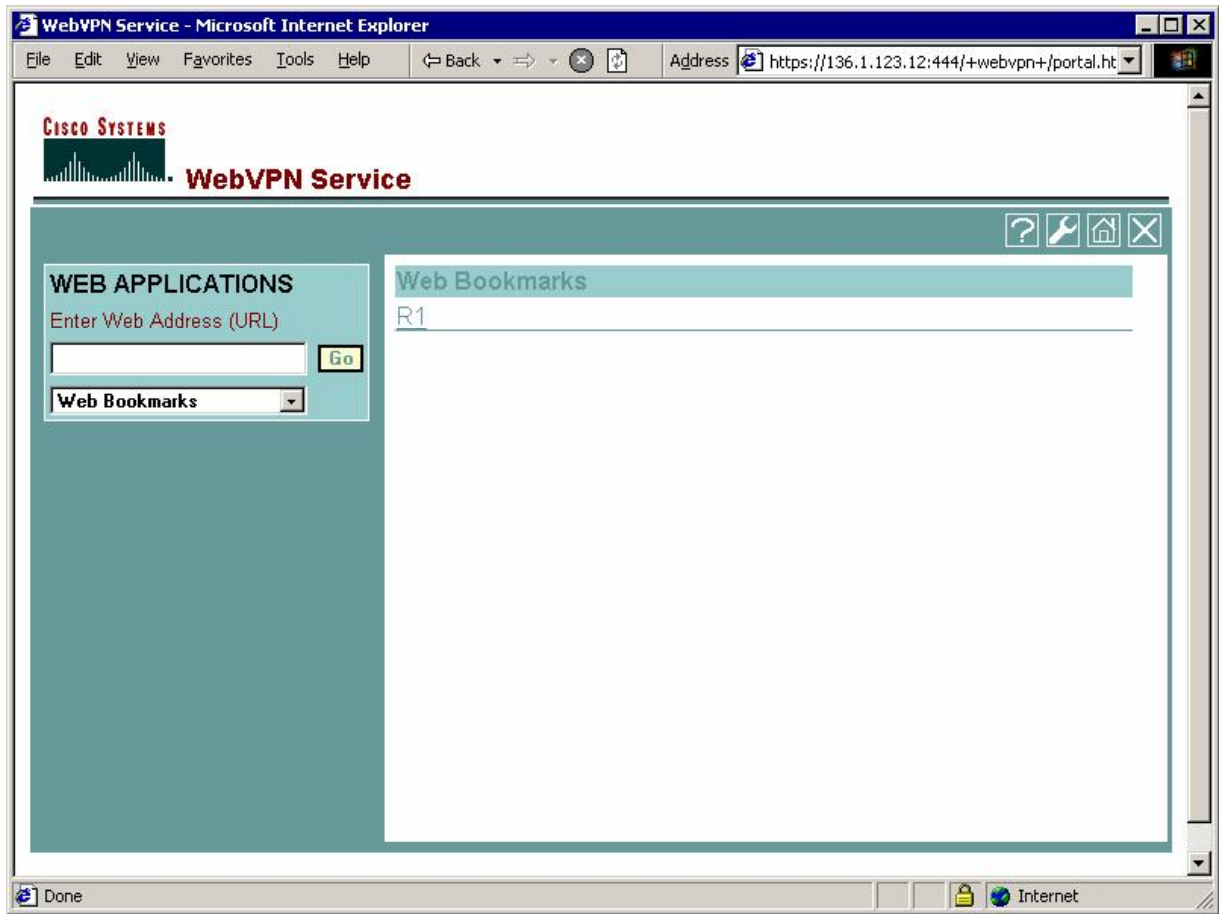 WebVPN Service - Microsoft Internet Explorer
File Edit View Favorites Tools Help Back Address https://136.1.123.12:444/+webvpn+/portal.ht
CISCO SYSTEMS
WebVPN Service
?
WEB APPLICATIONS
Enter Web Address (URL)
Go
Web Bookmarks
Web Bookmarks
R1
Done
Internet